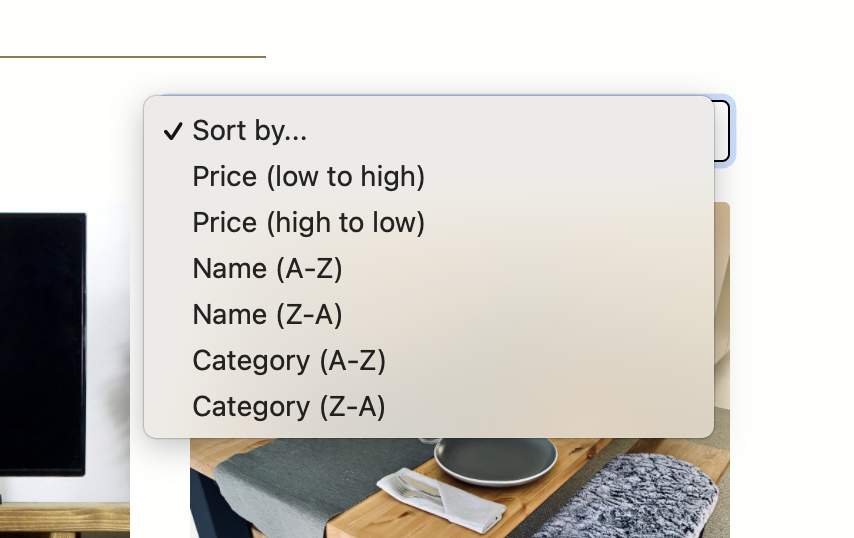 Sort by...
Price (low to high)
Price (high to low)
Name (A-Z)
Name (Z-A)
Category (A-Z)
Category (Z-A)